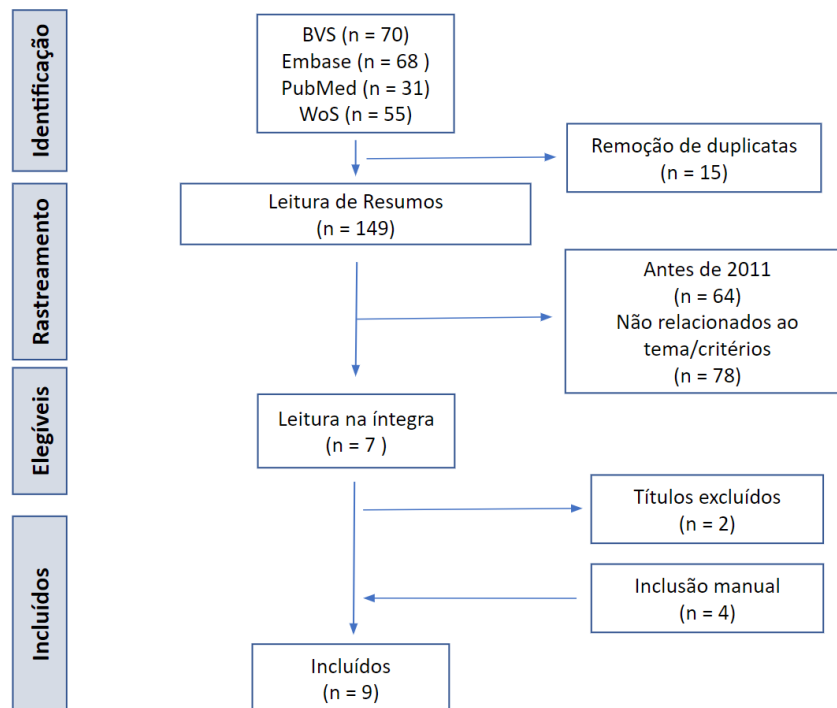 Identificação
BVS (n = 70)
Embase (n = 68 )
PubMed (n = 31)
WoS (n = 55)
Remoção de duplicatas
(n = 15)
Rastreamento
Leitura de Resumos
(n = 149)
Antes de 2011
(n = 64)
Não relacionados ao
tema/critérios
(n = 78)
Elegíveis
Leitura na íntegra
(n = 7 )
Títulos excluídos
(n = 2)
Incluídos
Inclusão manual
(n = 4)
Incluídos
(n = 9)